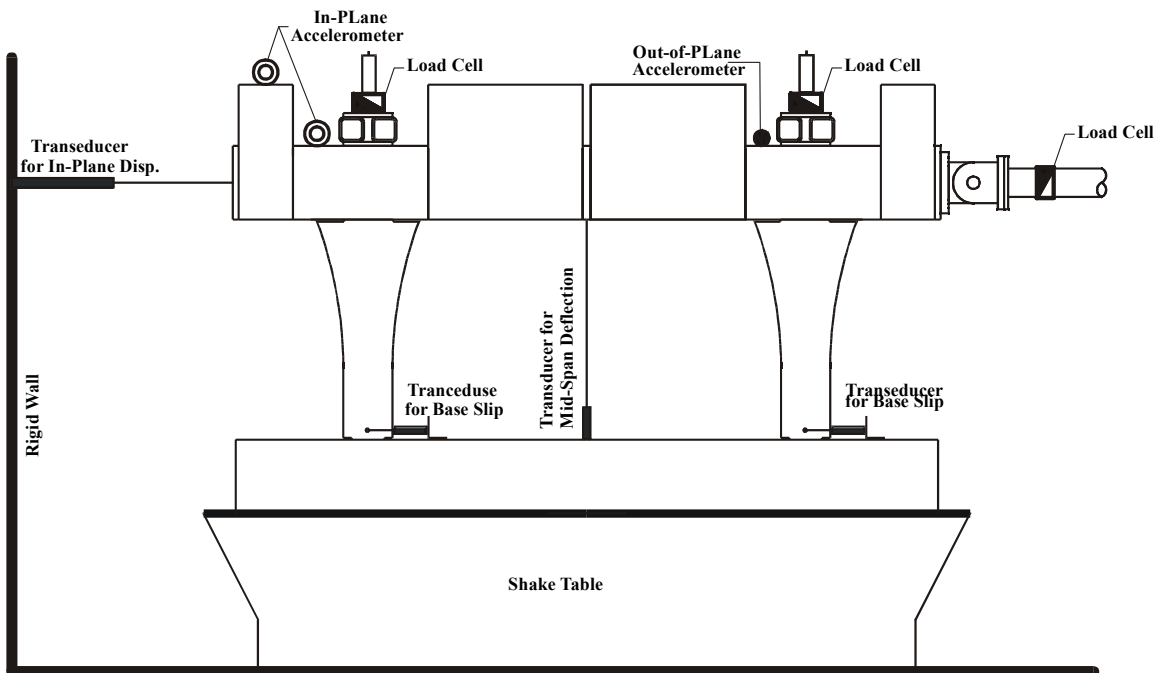 In-PLane
Accelerometer
Load Cell
Out-of-PLane
Accelerometer
Load Cell
Load Cell
Transeducer
for In-Plane Disp.
Transducer for
Mid-Span Deflection
Rigid Wall
Tranceduse
for Base Slip
Transeducer
for Base Slip
Shake Table